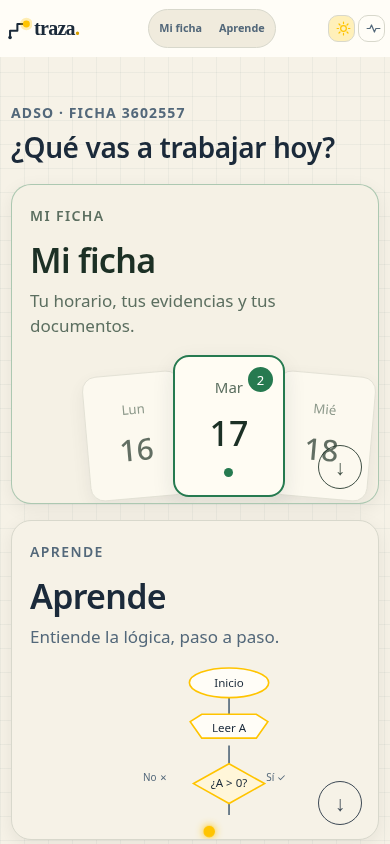 traza.
Mi ficha Aprende
ADSO · FICHA 3602557
¿Qué vas a trabajar hoy?
MI FICHA
Mi ficha
Tu horario, tus evidencias y tus
documentos.
Lun
16
Mar
2
17
Mié
18
↓
APRENDE
Aprende
Entiende la lógica, paso a paso.
Inicio
Leer A
No ×
¿A > 0?
Sí ✓
↓